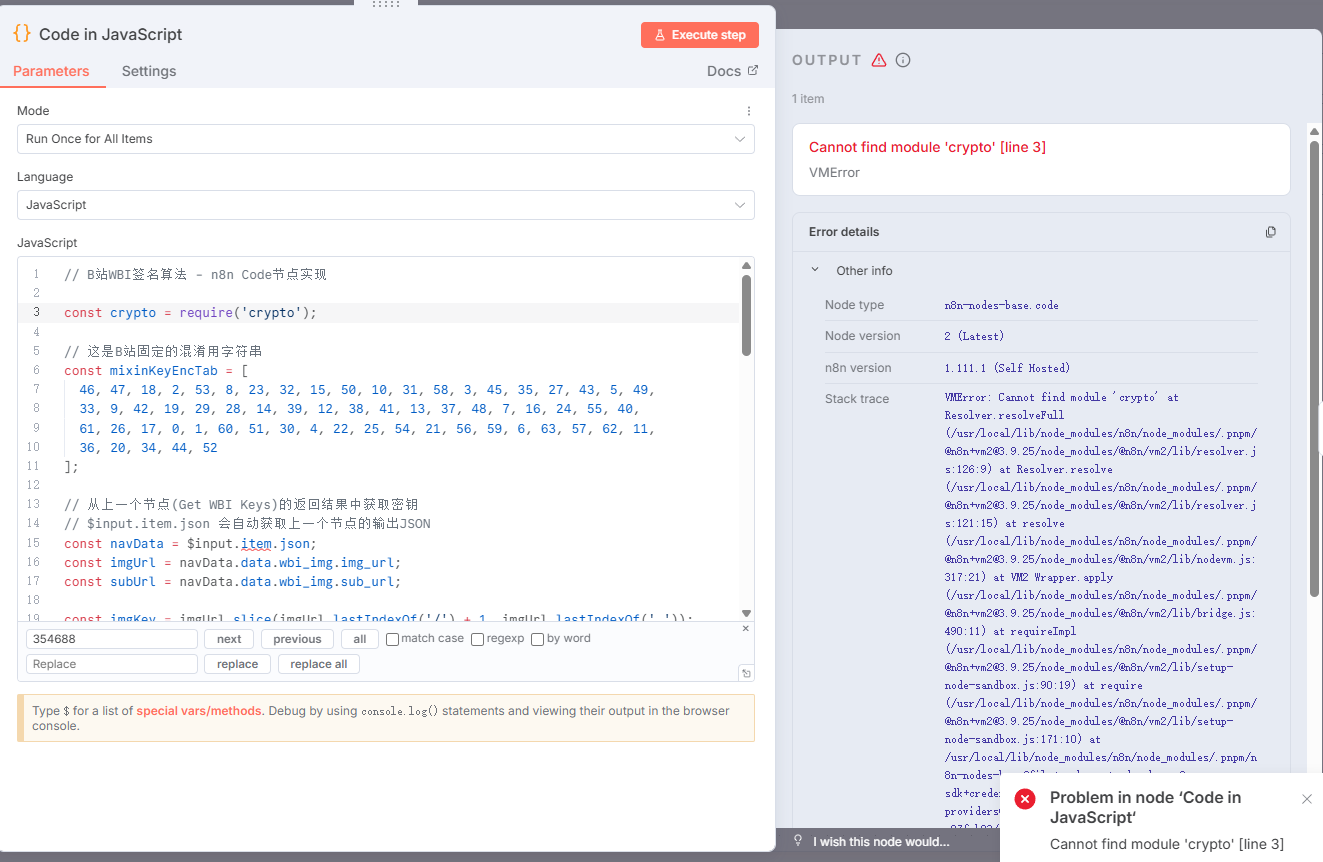 {} Code in JavaScript
Execute step
Parameters
Settings
Docs
Mode
Run Once for All Items
Language
JavaScript
JavaScript
1 // B站WBI签名算法 - n8n Code节点实现
2
3 const crypto = require('crypto');
4
5 // 这是B站固定的混淆用字符串
6 const mixinKeyEncTab = [
7 46, 47, 18, 2, 53, 8, 23, 32, 15, 50, 10, 31, 58, 3, 45, 35, 27, 43, 5, 49,
8 33, 9, 42, 19, 29, 28, 14, 39, 12, 38, 41, 13, 37, 48, 7, 16, 24, 55, 40,
9 61, 26, 17, 0, 1, 60, 51, 30, 4, 22, 25, 54, 21, 56, 59, 6, 63, 57, 62, 11,
10 36, 20, 34, 44, 52
11 ];
12
13 // 从上一个节点(Get WBI Keys)的返回结果中获取密钥
14 // $input.item.json 会自动获取上一个节点的输出JSON
15 const navData = $input.item.json;
16 const imgUrl = navData.data.wbi_img.img_url;
17 const subUrl = navData.data.wbi_img.sub_url;
18
19 const imgKey = imgUrl.slice(imgUrl.lastIndexOf('/') + 1, imgUrl.lastIndexOf('.'));
354688
next
previous
all
match case
regexp
by word
Replace
replace
replace all
Type $ for a list of special vars/methods. Debug by using console.log() statements and viewing their output in the browser
console.
OUTPUT
1 item
Cannot find module 'crypto' [line 3]
VMError
Error details
Other info
Node type n8n-nodes-base.code
Node version 2 (Latest)
n8n version 1.111.1 (Self Hosted)
Stack trace VMError: Cannot find module 'crypto' at
Resolver.resolveFull
(/usr/local/lib/node_modules/n8n/node_modules/.pnpm/
@n8n+vm2@3.9.25/node_modules/@n8n/vm2/lib/resolver.j
s:126:9) at Resolver.resolve
(/usr/local/lib/node_modules/n8n/node_modules/.pnpm/
@n8n+vm2@3.9.25/node_modules/@n8n/vm2/lib/resolver.j
s:121:15) at resolve
(/usr/local/lib/node_modules/n8n/node_modules/.pnpm/
@n8n+vm2@3.9.25/node_modules/@n8n/vm2/lib/nodevm.js:
317:21) at VM2 Wrapper.apply
(/usr/local/lib/node_modules/n8n/node_modules/.pnpm/
@n8n+vm2@3.9.25/node_modules/@n8n/vm2/lib/bridge.js:
490:11) at requireImpl
(/usr/local/lib/node_modules/n8n/node_modules/.pnpm/
@n8n+vm2@3.9.25/node_modules/@n8n/vm2/lib/setup-
node-sandbox.js:90:19) at require
(/usr/local/lib/node_modules/n8n/node_modules/.pnpm/
@n8n+vm2@3.9.25/node_modules/@n8n/vm2/lib/setup-
node-sandbox.js:171:10) at
/usr/local/lib/node_modules/n8n/node_modules/.pnpm/n
8n-nodes-
sdk+crede
providers
I wish this node would...
Problem in node ‘Code in
JavaScript‘
Cannot find module 'crypto' [line 3]